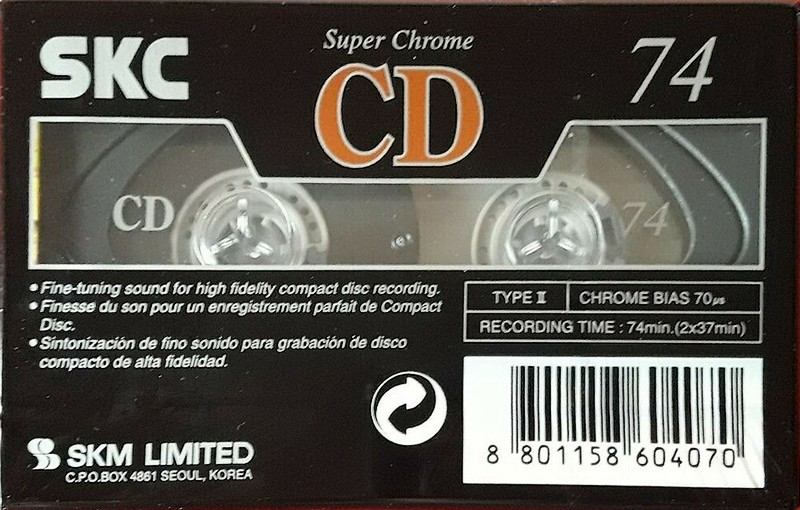 SKC
Super Chrome
CD
74
CD
74
• Fine-tuning sound for high fidelity compact disc recording.
• Finesse du son pour un enregistrement parfait de Compact
Disc.
• Sintonización de fino sonido para grabación de disco
compacto de alta fidelidad.
TYPE II
CHROME BIAS 70µs
RECORDING TIME : 74min.(2x37min)
SKM LIMITED
C.P.O.BOX 4861 SEOUL, KOREA
8 801158 604070